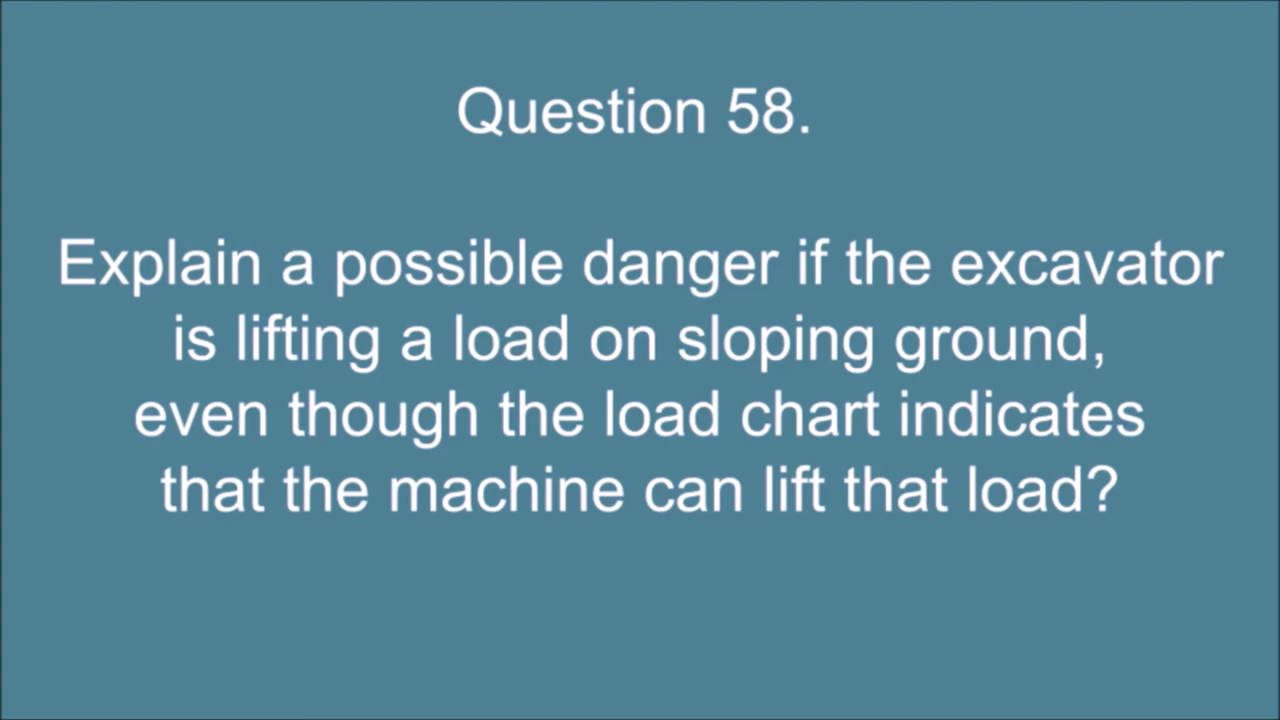 Question 58.
Explain a possible danger if the excavator
is lifting a load on sloping ground,
even though the load chart indicates
that the machine can lift that load?